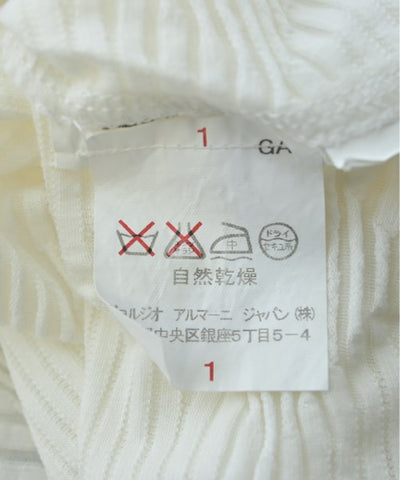 1
GA
中
ドライ
セキユ系
自然乾燥
ョルジオ アルマーニ ジャパン(株)
中央区銀座5丁目5-4
1